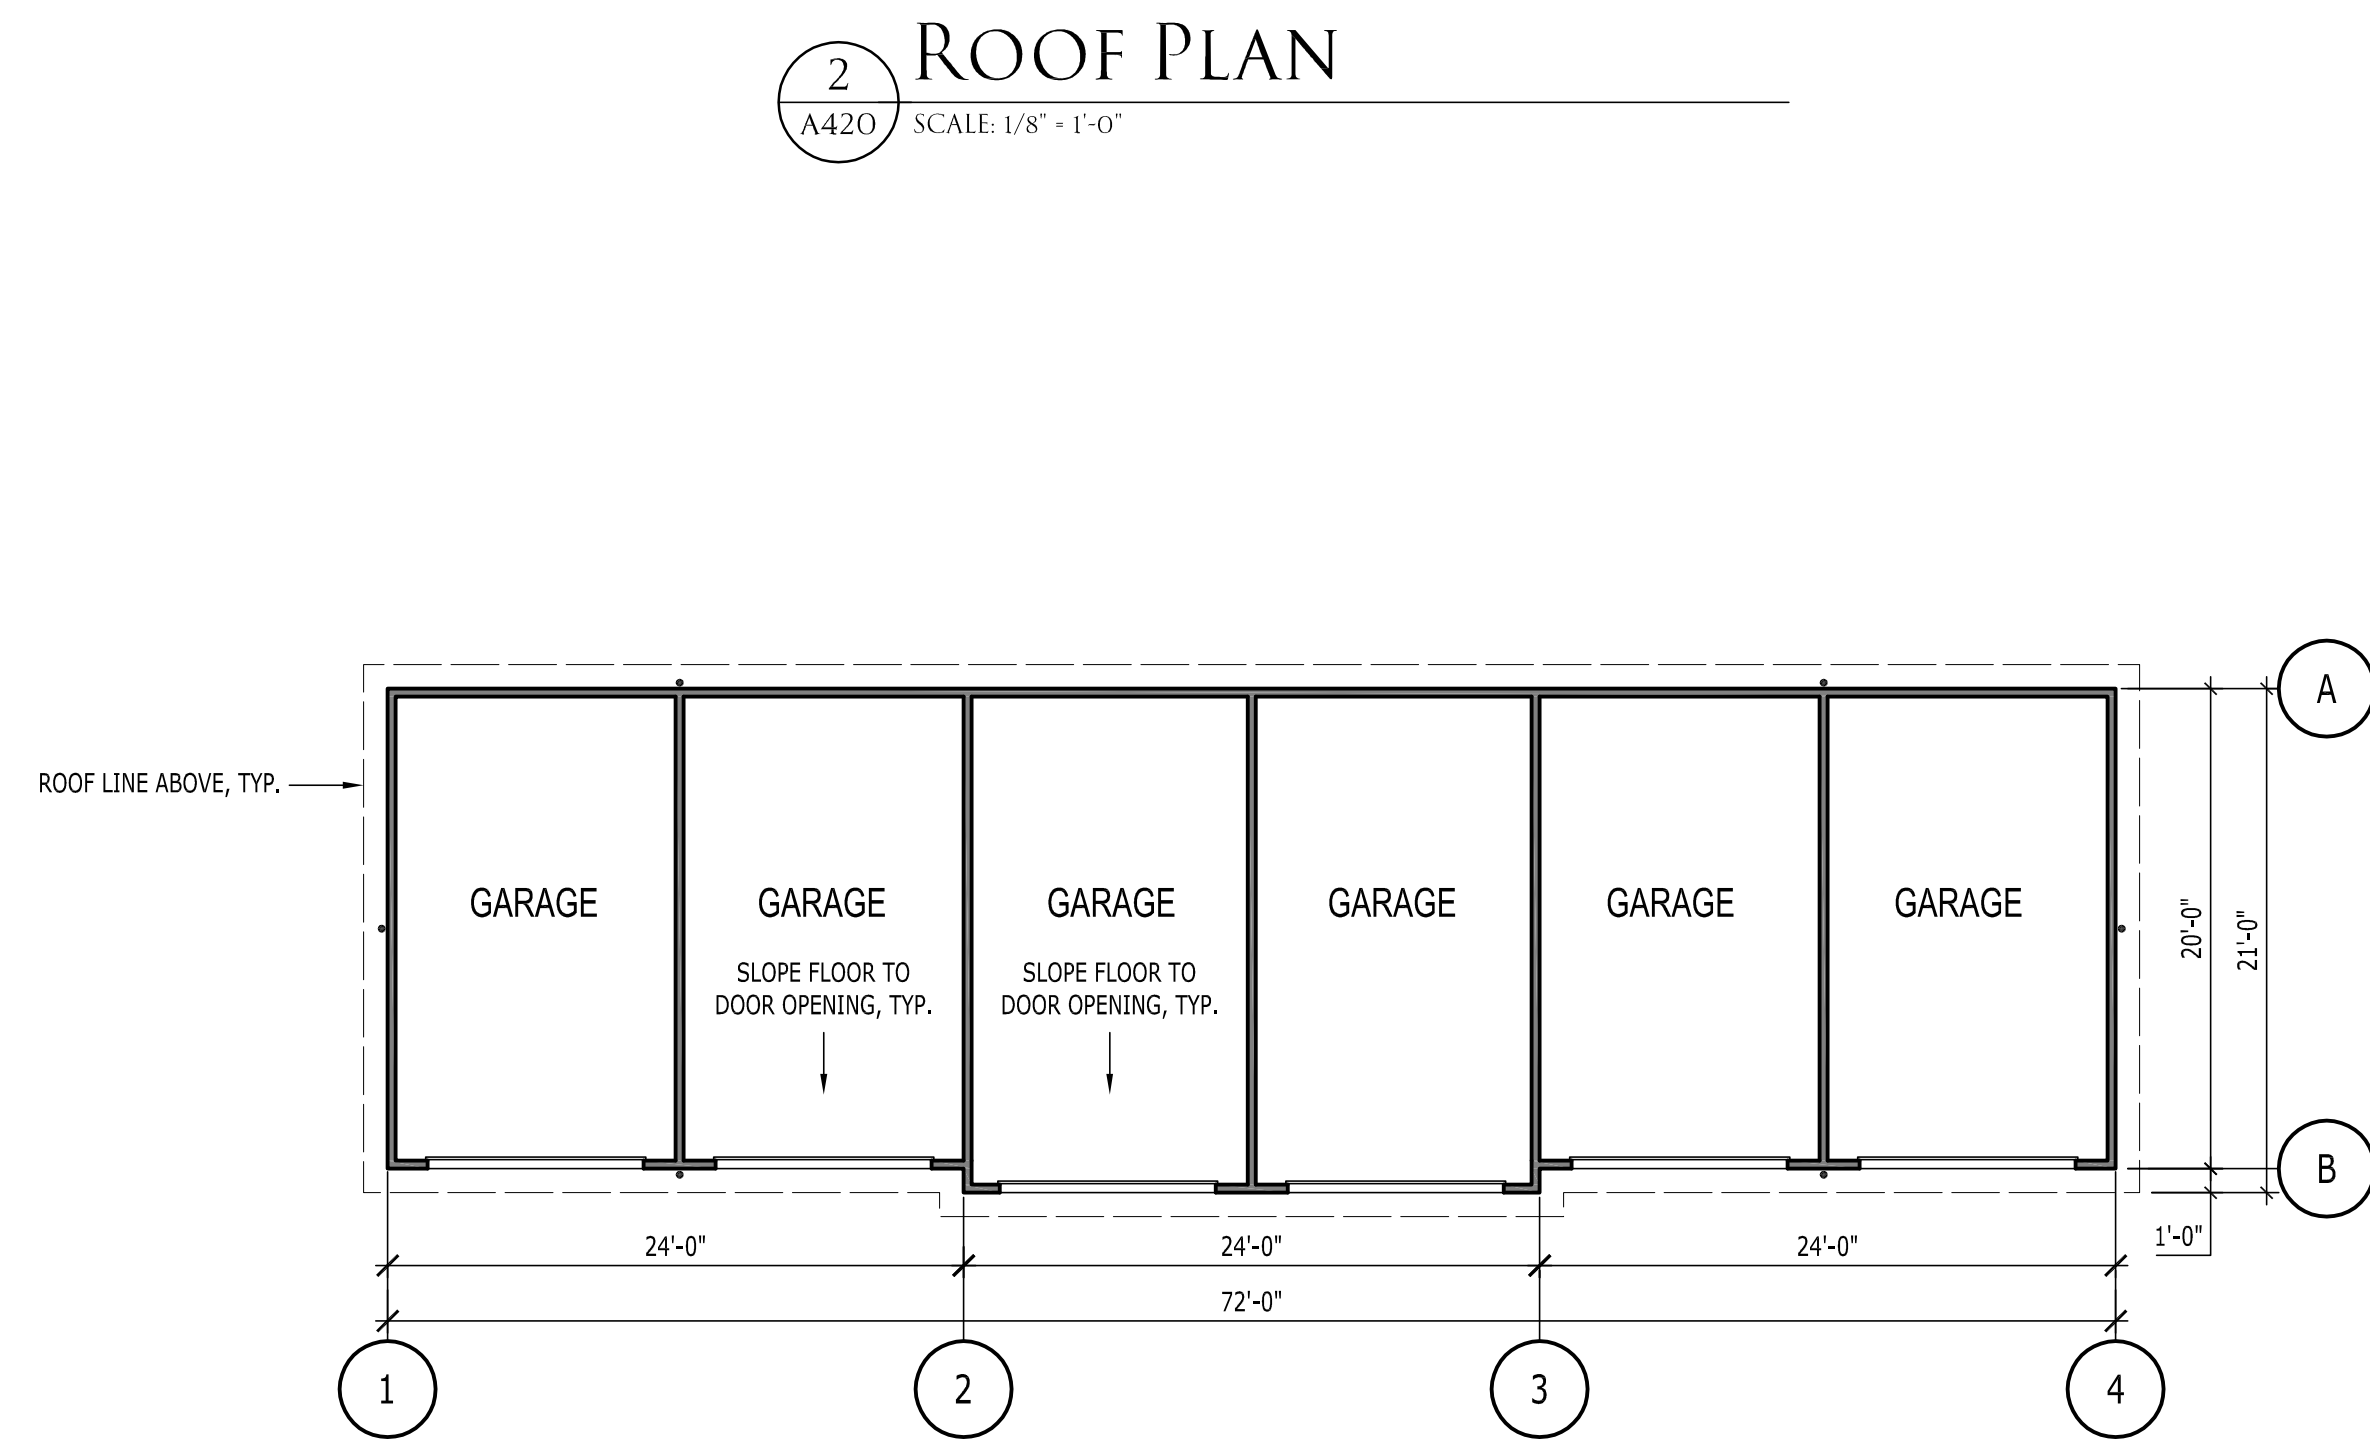 2
ROOF PLAN
A420
SCALE: 1/8" = 1'-0"
A
ROOF LINE ABOVE, TYP.
GARAGE
GARAGE
GARAGE
GARAGE
GARAGE
GARAGE
20'-0"
21'-0"
SLOPE FLOOR TO
DOOR OPENING, TYP.
SLOPE FLOOR TO
DOOR OPENING, TYP.
B
1'-0"
24'-0"
24'-0"
24'-0"
72'-0"
1
2
3
4